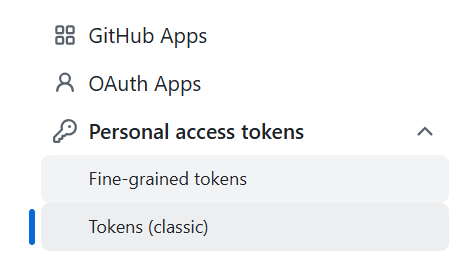 GitHub Apps
OAuth Apps
Personal access tokens
Fine-grained tokens
Tokens (classic)